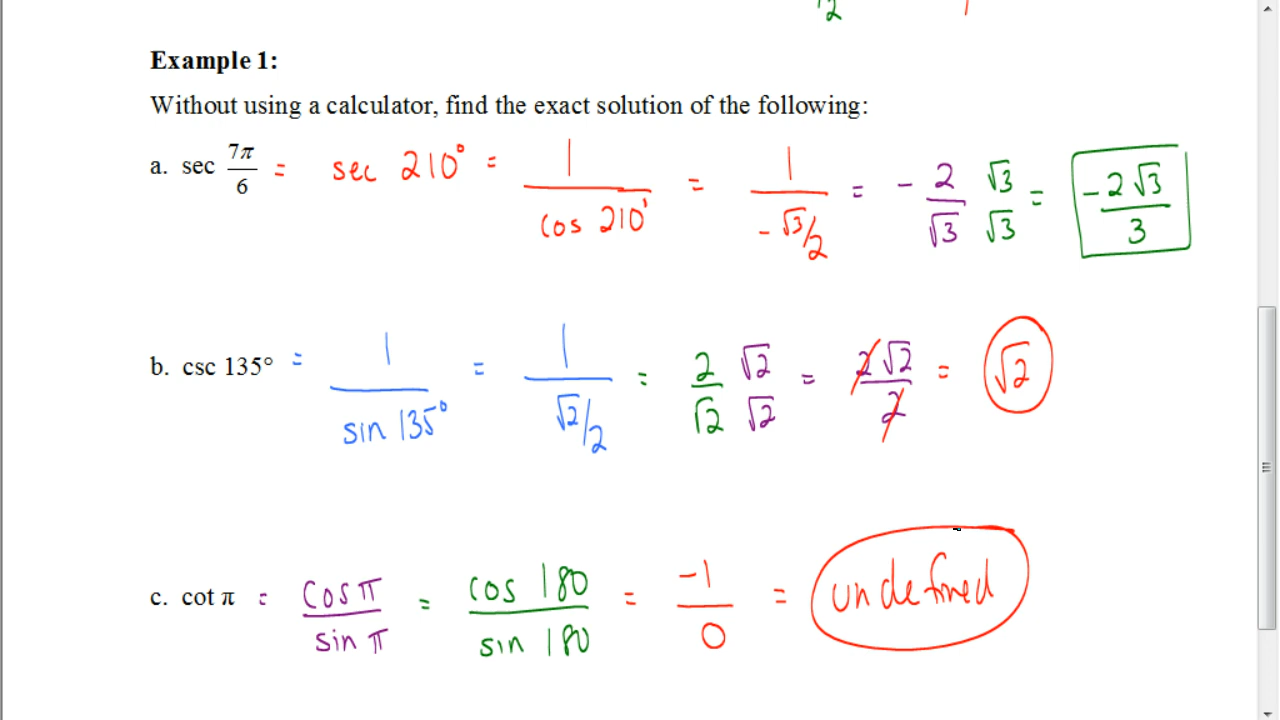 2
Example 1:
Without using a calculator, find the exact solution of the following:
a. sec 7π/6 = sec 210° = 1/cos 210° = 1/(-√3/2) = - 2/√3 √3/√3 = -2√3/3
b. csc 135° = 1/sin 135° = 1/(√2/2) = 2/√2 √2/√2 = 2√2/2 = √2
c. cot π = cos π/sin π = cos 180/sin 180 = -1/0 = undefined